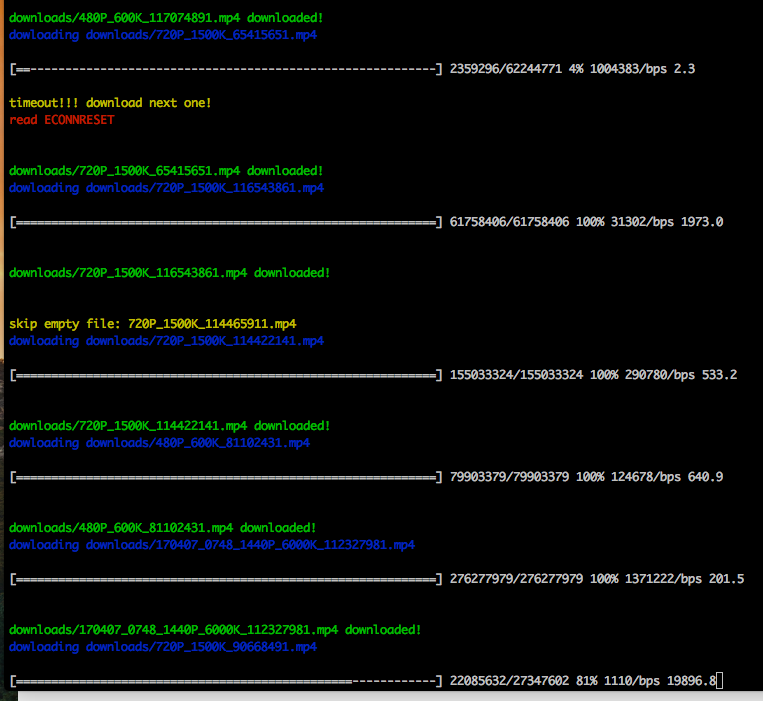 downloads/480P_600K_117074891.mp4 downloaded!
dowloading downloads/720P_1500K_65415651.mp4
[==----------------------------------------------------------] 2359296/62244771 4% 1004383/bps 2.3
timeout!!! download next one!
read ECONNRESET
downloads/720P_1500K_65415651.mp4 downloaded!
dowloading downloads/720P_1500K_116543861.mp4
[============================================================] 61758406/61758406 100% 31302/bps 1973.0
downloads/720P_1500K_116543861.mp4 downloaded!
skip empty file: 720P_1500K_114465911.mp4
dowloading downloads/720P_1500K_114422141.mp4
[============================================================] 155033324/155033324 100% 290780/bps 533.2
downloads/720P_1500K_114422141.mp4 downloaded!
dowloading downloads/480P_600K_81102431.mp4
[============================================================] 79903379/79903379 100% 124678/bps 640.9
downloads/480P_600K_81102431.mp4 downloaded!
dowloading downloads/170407_0748_1440P_6000K_112327981.mp4
[============================================================] 276277979/276277979 100% 1371222/bps 201.5
downloads/170407_0748_1440P_6000K_112327981.mp4 downloaded!
dowloading downloads/720P_1500K_90668491.mp4
[================================================------------] 22085632/27347602 81% 1110/bps 19896.8